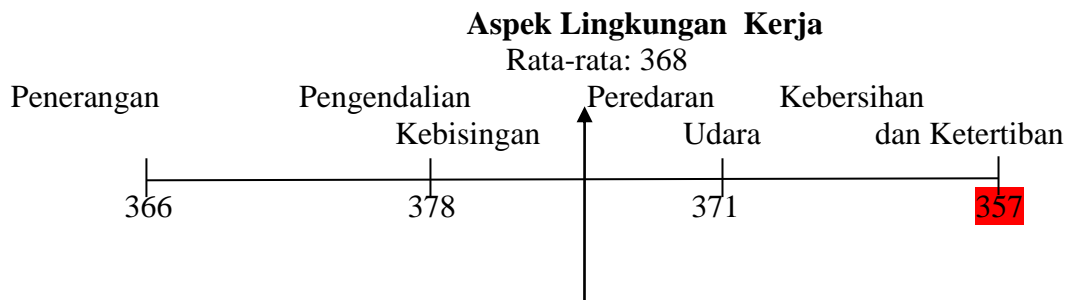 Aspek Lingkungan Kerja
Rata-rata: 368
Penerangan Pengendalian Peredaran Kebersihan
Kebisingan Udara dan Ketertiban
366 378 371 357